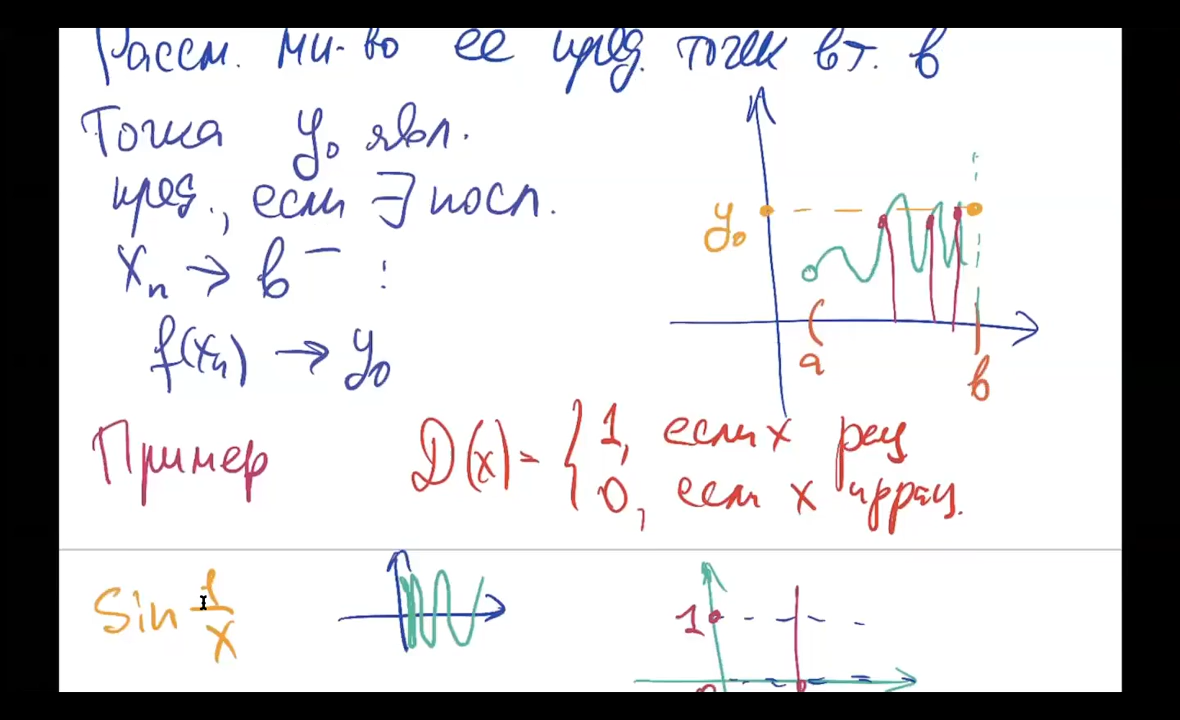 Рассм. мн-во ее пред. точек в т. b
Точка y₀ явл.
пред., если ∃ посл.
xₙ → b⁻ :
f(xₙ) → y₀
y₀
a
b
Пример D(x) = { 1, если x рац
0, если x иррац.
Sin 1/x
1